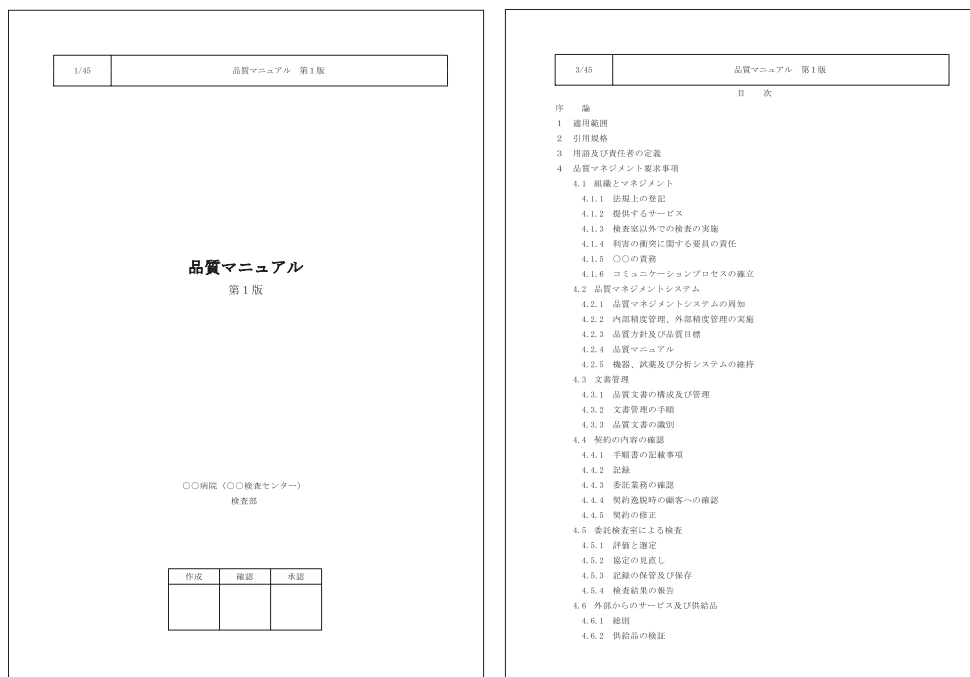 1/45 品質マニュアル 第1版
品質マニュアル
第1版
〇〇病院（〇〇検査センター）
検査部
作成 確認 承認
3/45 品質マニュアル 第1版
目 次
序 論
1 適用範囲
2 引用規格
3 用語及び責任者の定義
4 品質マネジメント要求事項
4.1 組織とマネジメント
4.1.1 法規上の登記
4.1.2 提供するサービス
4.1.3 検査室以外での検査の実施
4.1.4 利害の衝突に関する要員の責任
4.1.5 〇〇の責務
4.1.6 コミュニケーションプロセスの確立
4.2 品質マネジメントシステム
4.2.1 品質マネジメントシステムの周知
4.2.2 内部精度管理、外部精度管理の実施
4.2.3 品質方針及び品質目標
4.2.4 品質マニュアル
4.2.5 機器、試薬及び分析システムの維持
4.3 文書管理
4.3.1 品質文書の構成及び管理
4.3.2 文書管理の手順
4.3.3 品質文書の識別
4.4 契約の内容の確認
4.4.1 手順書の記載事項
4.4.2 記録
4.4.3 委託業務の確認
4.4.4 契約逸脱時の顧客への確認
4.4.5 契約の修正
4.5 委託検査室による検査
4.5.1 評価と選定
4.5.2 協定の見直し
4.5.3 記録の保管及び保存
4.5.4 検査結果の報告
4.6 外部からのサービス及び供給品
4.6.1 総則
4.6.2 供給品の検証